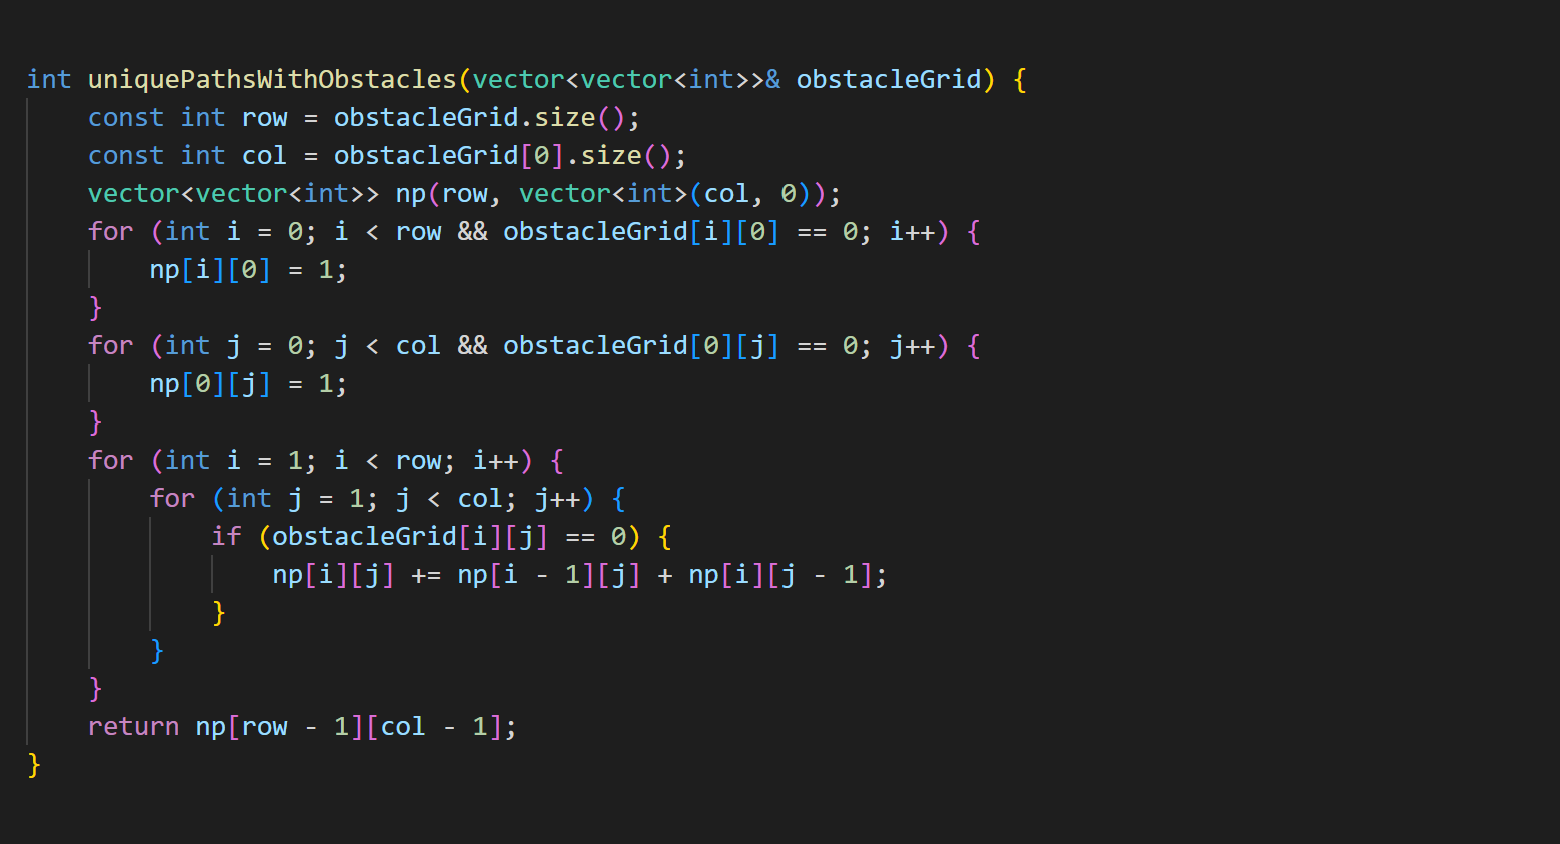 int uniquePathsWithObstacles(vector<vector<int>>& obstacleGrid) {
    const int row = obstacleGrid.size();
    const int col = obstacleGrid[0].size();
    vector<vector<int>> np(row, vector<int>(col, 0));
    for (int i = 0; i < row && obstacleGrid[i][0] == 0; i++) {
        np[i][0] = 1;
    }
    for (int j = 0; j < col && obstacleGrid[0][j] == 0; j++) {
        np[0][j] = 1;
    }
    for (int i = 1; i < row; i++) {
        for (int j = 1; j < col; j++) {
            if (obstacleGrid[i][j] == 0) {
                np[i][j] += np[i - 1][j] + np[i][j - 1];
            }
        }
    }
    return np[row - 1][col - 1];
}